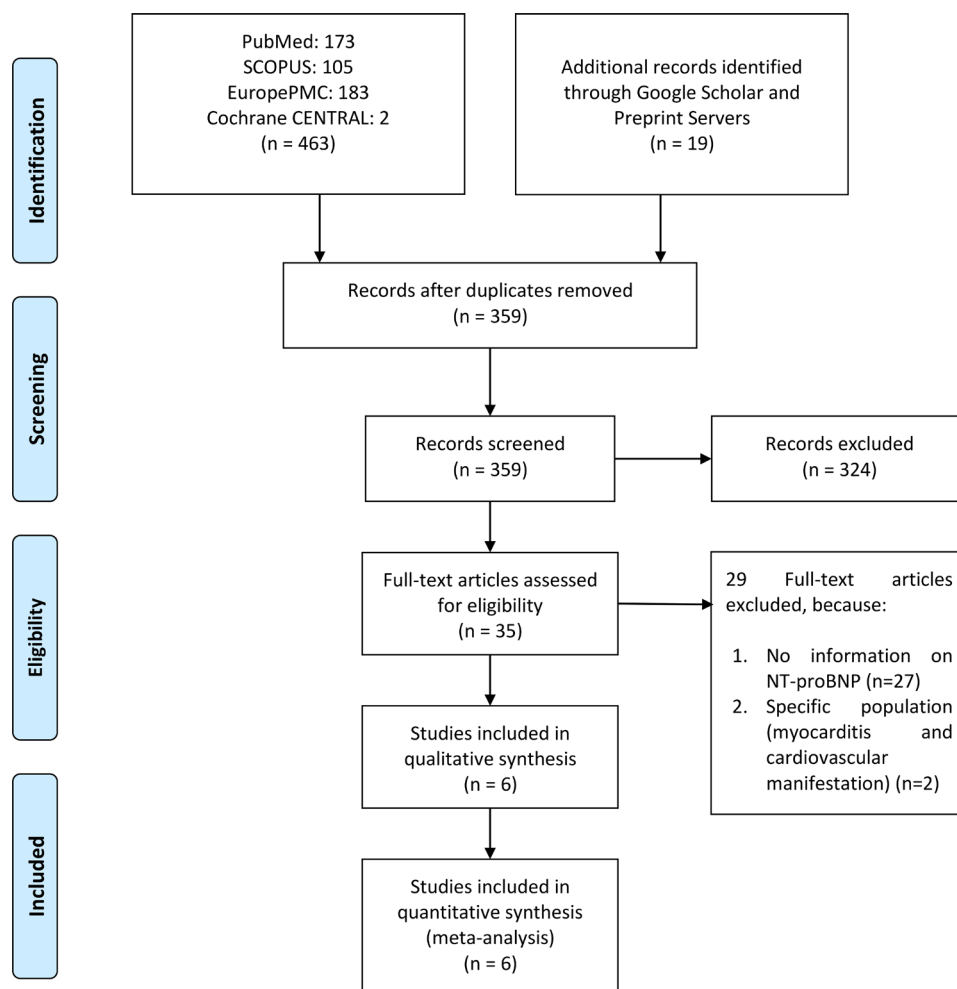 PubMed: 173
SCOPUS: 105
EuropePMC: 183
Cochrane CENTRAL: 2
(n = 463)
Additional records identified
through Google Scholar and
Preprint Servers
(n = 19)
Identification
Records after duplicates removed
(n = 359)
Screening
Records screened
(n = 359)
Records excluded
(n = 324)
Eligibility
Full-text articles assessed
for eligibility
(n = 35)
29 Full-text articles
excluded, because:
1. No information on
NT-proBNP (n=27)
2. Specific population
(myocarditis and
cardiovascular
manifestation) (n=2)
Studies included in
qualitative synthesis
(n = 6)
Included
Studies included in
quantitative synthesis
(meta-analysis)
(n = 6)